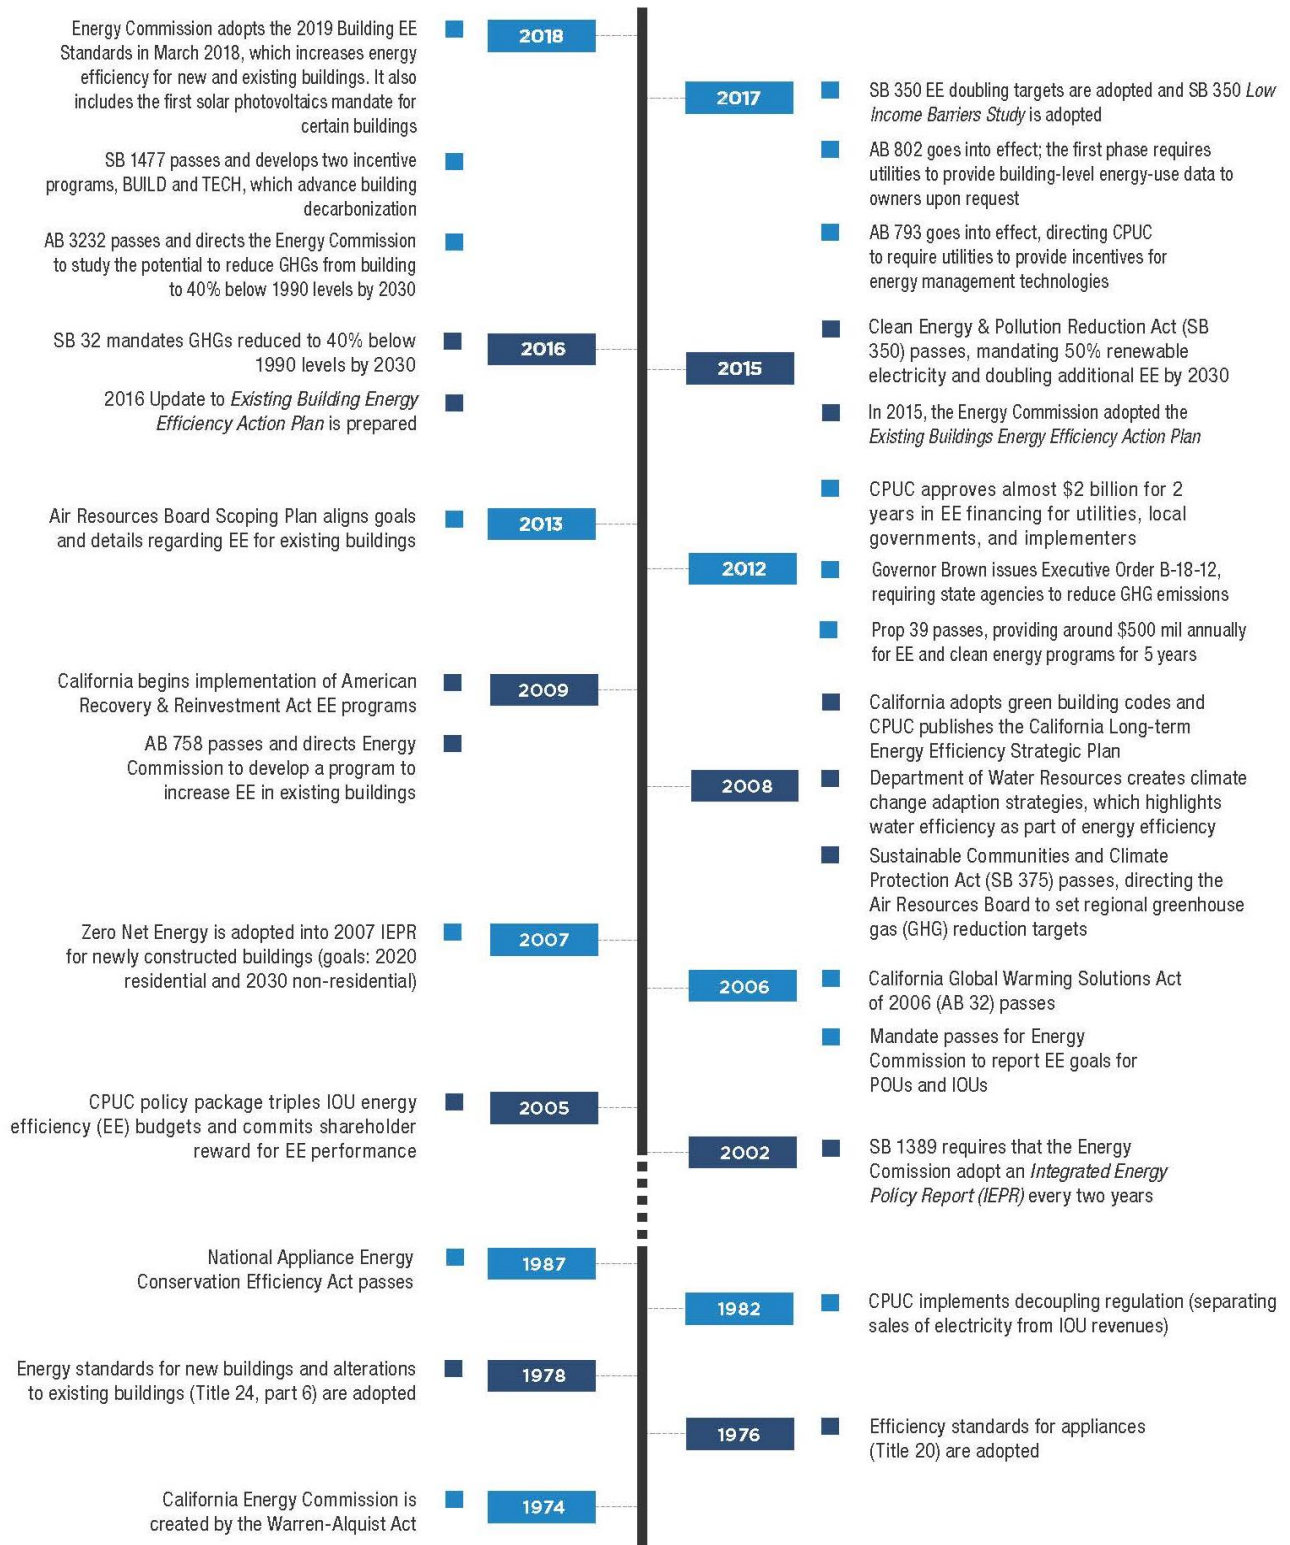 2018
Energy Commission adopts the 2019 Building EE
Standards in March 2018, which increases energy
efficiency for new and existing buildings. It also
includes the first solar photovoltaics mandate for
certain buildings
SB 1477 passes and develops two incentive
programs, BUILD and TECH, which advance building
decarbonization
AB 3232 passes and directs the Energy Commission
to study the potential to reduce GHGs from building
to 40% below 1990 levels by 2030
2017
SB 350 EE doubling targets are adopted and SB 350 Low
Income Barriers Study is adopted
AB 802 goes into effect; the first phase requires
utilities to provide building-level energy-use data to
owners upon request
AB 793 goes into effect, directing CPUC
to require utilities to provide incentives for
energy management technologies
2016
SB 32 mandates GHGs reduced to 40% below
1990 levels by 2030
2016 Update to Existing Building Energy
Efficiency Action Plan is prepared
2015
Clean Energy & Pollution Reduction Act (SB
350) passes, mandating 50% renewable
electricity and doubling additional EE by 2030
In 2015, the Energy Commission adopted the
Existing Buildings Energy Efficiency Action Plan
2013
Air Resources Board Scoping Plan aligns goals
and details regarding EE for existing buildings
2012
CPUC approves almost $2 billion for 2
years in EE financing for utilities, local
governments, and implementers
Governor Brown issues Executive Order B-18-12,
requiring state agencies to reduce GHG emissions
Prop 39 passes, providing around $500 mil annually
for EE and clean energy programs for 5 years
2009
California begins implementation of American
Recovery & Reinvestment Act EE programs
AB 758 passes and directs Energy
Commission to develop a program to
increase EE in existing buildings
2008
California adopts green building codes and
CPUC publishes the California Long-term
Energy Efficiency Strategic Plan
Department of Water Resources creates climate
change adaption strategies, which highlights
water efficiency as part of energy efficiency
Sustainable Communities and Climate
Protection Act (SB 375) passes, directing the
Air Resources Board to set regional greenhouse
gas (GHG) reduction targets
2007
Zero Net Energy is adopted into 2007 IEPR
for newly constructed buildings (goals: 2020
residential and 2030 non-residential)
2006
California Global Warming Solutions Act
of 2006 (AB 32) passes
Mandate passes for Energy
Commission to report EE goals for
POUs and IOUs
2005
CPUC policy package triples IOU energy
efficiency (EE) budgets and commits shareholder
reward for EE performance
2002
SB 1389 requires that the Energy
Comission adopt an Integrated Energy
Policy Report (IEPR) every two years
1987
National Appliance Energy
Conservation Efficiency Act passes
1982
CPUC implements decoupling regulation (separating
sales of electricity from IOU revenues)
1978
Energy standards for new buildings and alterations
to existing buildings (Title 24, part 6) are adopted
1976
Efficiency standards for appliances
(Title 20) are adopted
1974
California Energy Commission is
created by the Warren-Alquist Act